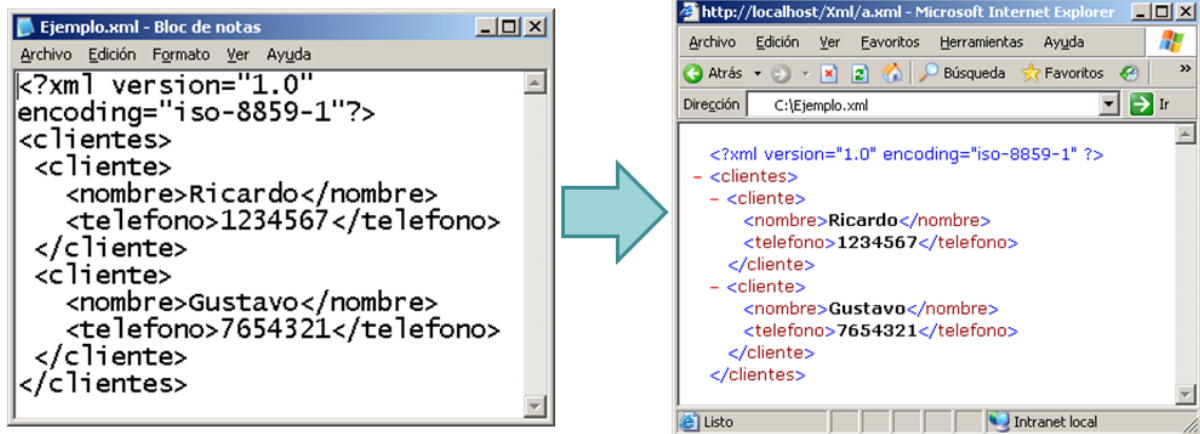 Ejemplo.xml - Bloc de notas
Archivo Edición Formato Ver Ayuda
<?xml version="1.0"
encoding="iso-8859-1"?>
<clientes>
<cliente>
<nombre>Ricardo</nombre>
<telefono>1234567</telefono>
</cliente>
<cliente>
<nombre>Gustavo</nombre>
<telefono>7654321</telefono>
</cliente>
</clientes>
http://localhost/Xml/a.xml - Microsoft Internet Explorer
Archivo Edición Ver Favoritos Herramientas Ayuda
Atrás Búsqueda Favoritos »
Dirección C:\Ejemplo.xml Ir
<?xml version="1.0" encoding="iso-8859-1" ?>
- <clientes>
- <cliente>
<nombre>Ricardo</nombre>
<telefono>1234567</telefono>
</cliente>
- <cliente>
<nombre>Gustavo</nombre>
<telefono>7654321</telefono>
</cliente>
</clientes>
Listo Intranet local